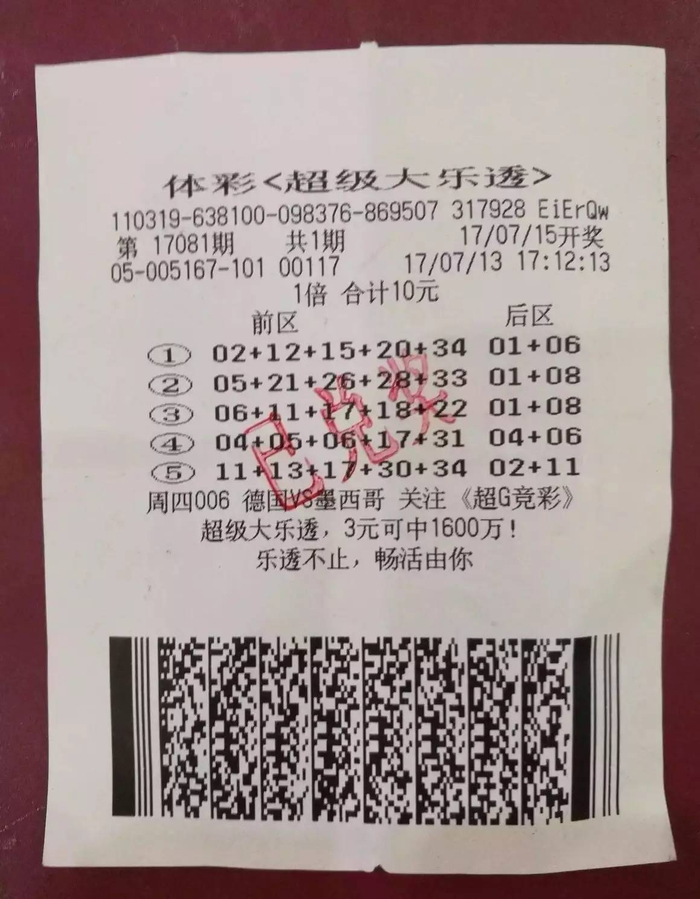 体彩<超级大乐透>
110319-638100-098376-869507 317928 EiErQw
第 17081期 共1期 17/07/15开奖
05-005167-101 00117 17/07/13 17:12:13
1倍 合计10元
前区 后区
① 02+12+15+20+34 01+06
② 05+21+26+28+33 01+08
③ 06+11+17+18+22 01+08
④ 04+05+06+17+31 04+06
⑤ 11+13+17+30+34 02+11
已兑奖
周四006 德国VS墨西哥 关注《超G竞彩》
超级大乐透，3元可中1600万！
乐透不止，畅活由你